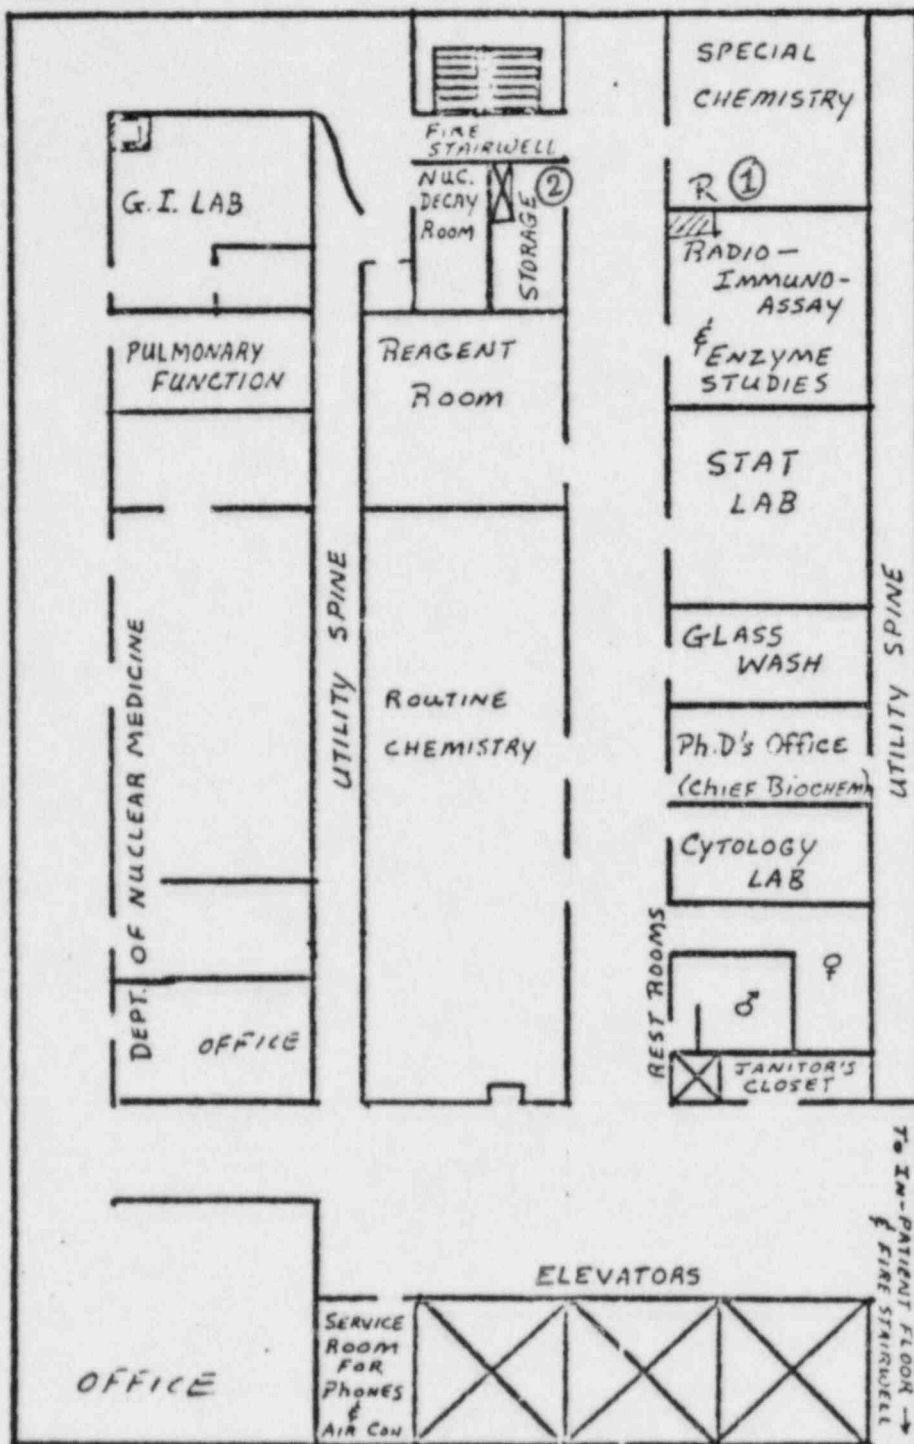 SPECIAL
CHEMISTRY
FIRE
STAIRWELL
NUC.
DECAY
ROOM
STORAGE
②
R ①
G.I. LAB
RADIO-
IMMUNO-
ASSAY
& ENZYME
STUDIES
PULMONARY
FUNCTION
REAGENT
ROOM
STAT
LAB
UTILITY SPINE
UTILITY SPINE
GLASS
WASH
DEPT. OF NUCLEAR MEDICINE
ROUTINE
CHEMISTRY
Ph.D's Office
(Chief Biochem)
CYTOLOGY
LAB
REST ROOMS
♀
♂
OFFICE
JANITOR'S
CLOSET
To IN-PATIENT FLOOR →
& FIRE STAIRWELL
ELEVATORS
SERVICE
ROOM
FOR
PHONES
&
AIR CON
OFFICE